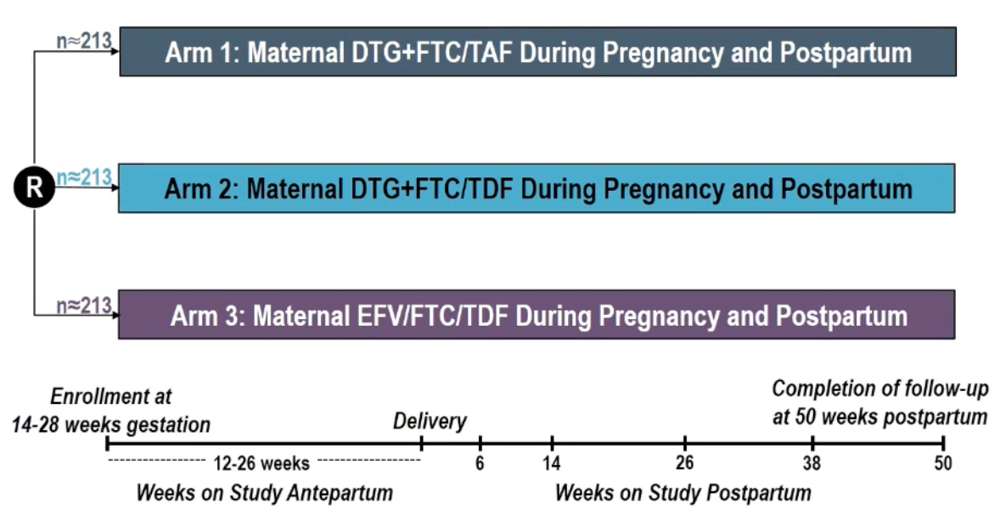 n≈213
Arm 1: Maternal DTG+FTC/TAF During Pregnancy and Postpartum
R
n≈213
Arm 2: Maternal DTG+FTC/TDF During Pregnancy and Postpartum
n≈213
Arm 3: Maternal EFV/FTC/TDF During Pregnancy and Postpartum
Enrollment at
14-28 weeks gestation
Delivery
Completion of follow-up
at 50 weeks postpartum
12-26 weeks
6 14 26 38 50
Weeks on Study Antepartum
Weeks on Study Postpartum